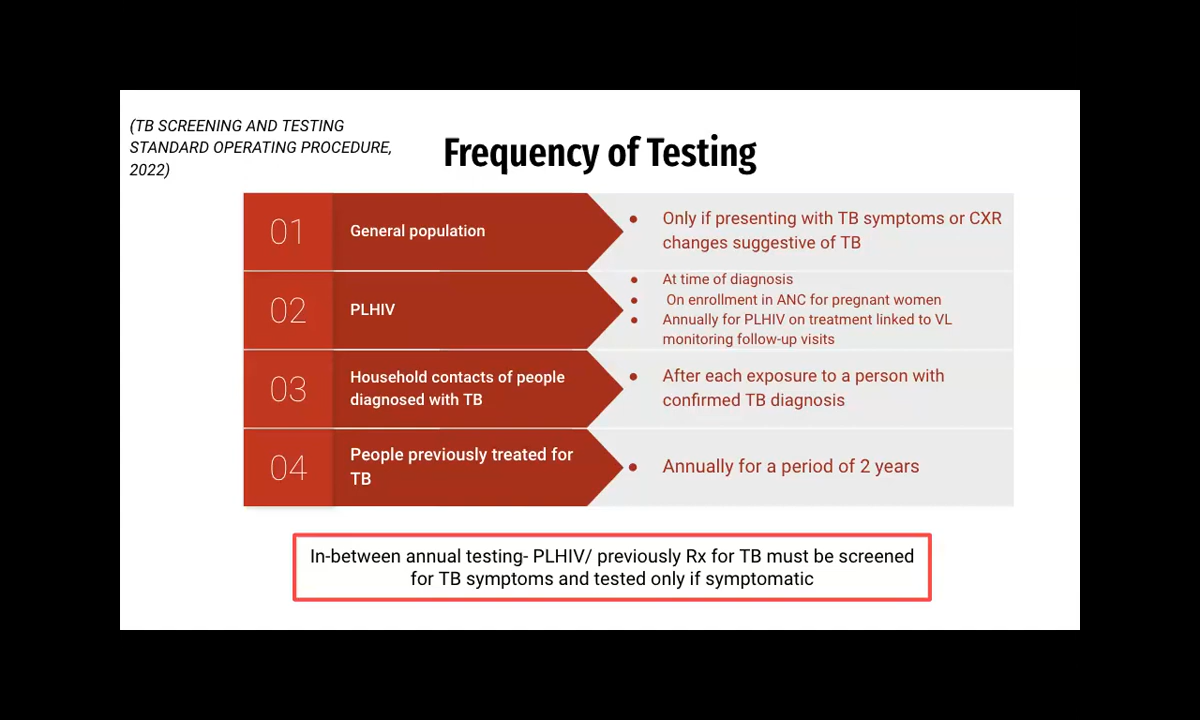 (TB SCREENING AND TESTING
STANDARD OPERATING PROCEDURE,
2022)
Frequency of Testing
01
General population
● Only if presenting with TB symptoms or CXR
changes suggestive of TB
02
PLHIV
● At time of diagnosis
● On enrollment in ANC for pregnant women
● Annually for PLHIV on treatment linked to VL
monitoring follow-up visits
03
Household contacts of people
diagnosed with TB
● After each exposure to a person with
confirmed TB diagnosis
04
People previously treated for
TB
● Annually for a period of 2 years
In-between annual testing- PLHIV/ previously Rx for TB must be screened
for TB symptoms and tested only if symptomatic